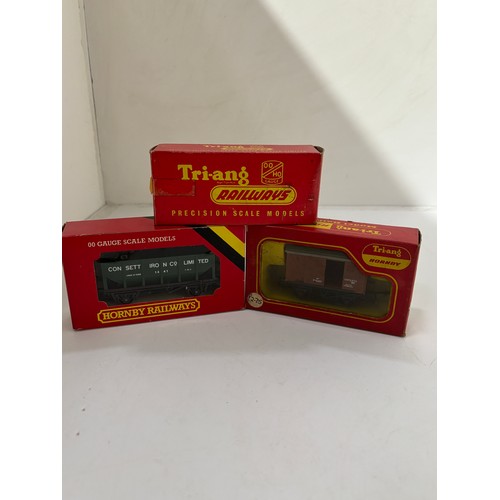 Tri-ang
OO
HO
RAILWAYS
PRECISION SCALE MODELS
OO GAUGE SCALE MODELS
CONSETT IRON CO LIMITED
HORNBY RAILWAYS
Tri-ang
HORNBY